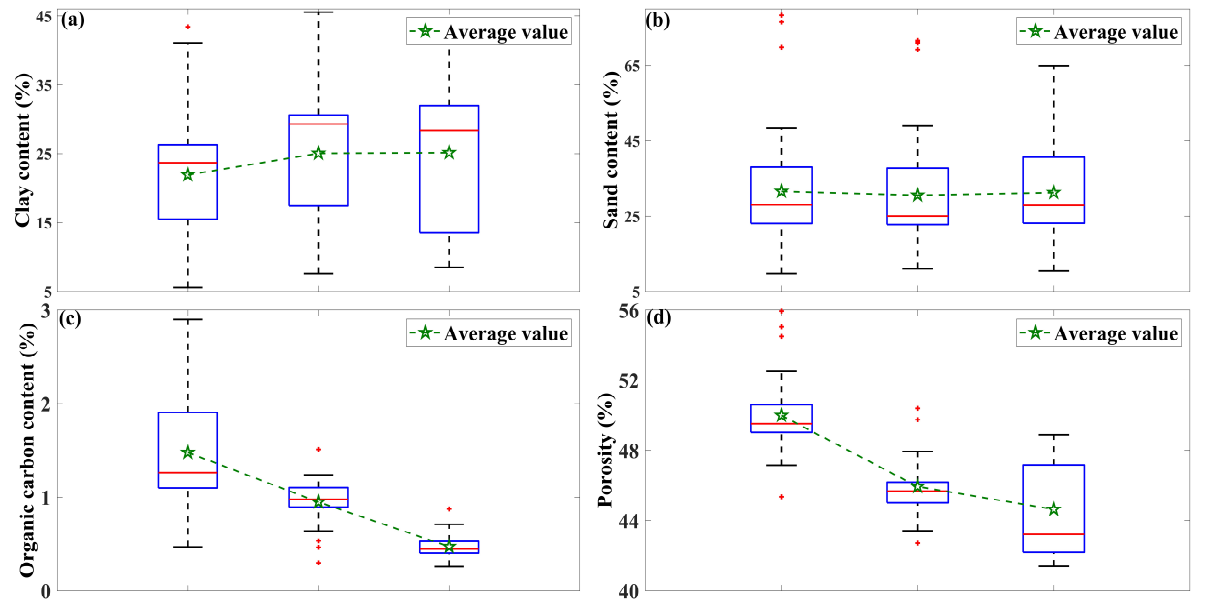 (a)
Average value
Clay content (%)
45
35
25
15
5
(b)
Average value
Sand content (%)
65
45
25
5
(c)
Average value
Organic carbon content (%)
3
2
1
0
(d)
Average value
Porosity (%)
56
52
48
44
40